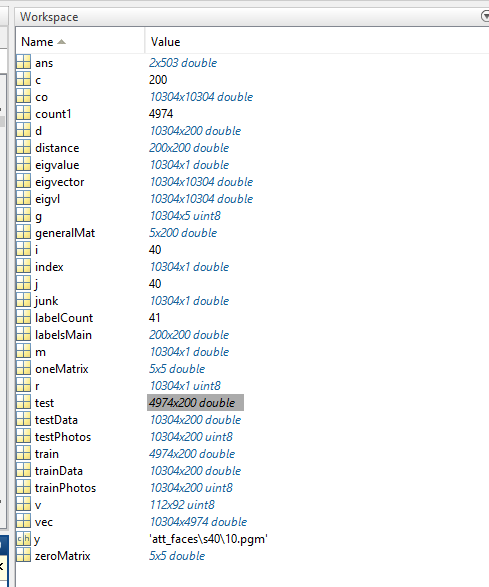 Workspace
Name Value
ans 2x503 double
c 200
co 10304x10304 double
count1 4974
d 10304x200 double
distance 200x200 double
eigvalue 10304x1 double
eigvector 10304x10304 double
eigvl 10304x10304 double
g 10304x5 uint8
generalMat 5x200 double
i 40
index 10304x1 double
j 40
junk 10304x1 double
labelCount 41
labelsMain 200x200 double
m 10304x1 double
oneMatrix 5x5 double
r 10304x1 uint8
test 4974x200 double
testData 10304x200 double
testPhotos 10304x200 uint8
train 4974x200 double
trainData 10304x200 double
trainPhotos 10304x200 uint8
v 112x92 uint8
vec 10304x4974 double
ch y 'att_faces\s40\10.pgm'
zeroMatrix 5x5 double